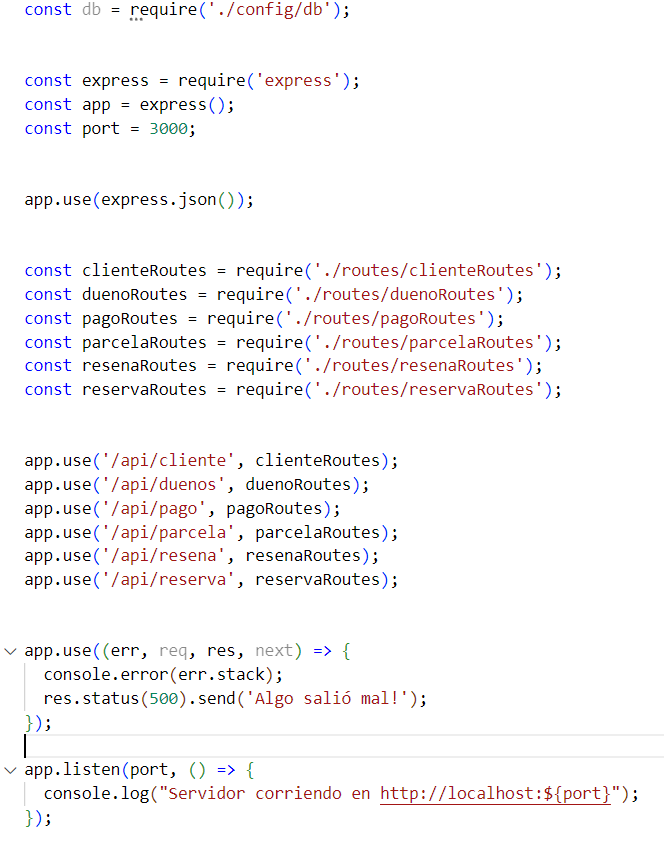 const db = require('./config/db');
const express = require('express');
const app = express();
const port = 3000;
app.use(express.json());
const clienteRoutes = require('./routes/clienteRoutes');
const duenoRoutes = require('./routes/duenoRoutes');
const pagoRoutes = require('./routes/pagoRoutes');
const parcelaRoutes = require('./routes/parcelaRoutes');
const resenaRoutes = require('./routes/resenaRoutes');
const reservaRoutes = require('./routes/reservaRoutes');
app.use('/api/cliente', clienteRoutes);
app.use('/api/duenos', duenoRoutes);
app.use('/api/pago', pagoRoutes);
app.use('/api/parcela', parcelaRoutes);
app.use('/api/resena', resenaRoutes);
app.use('/api/reserva', reservaRoutes);
app.use((err, req, res, next) => {
  console.error(err.stack);
  res.status(500).send('Algo salió mal!');
});
app.listen(port, () => {
  console.log("Servidor corriendo en http://localhost:${port}");
});